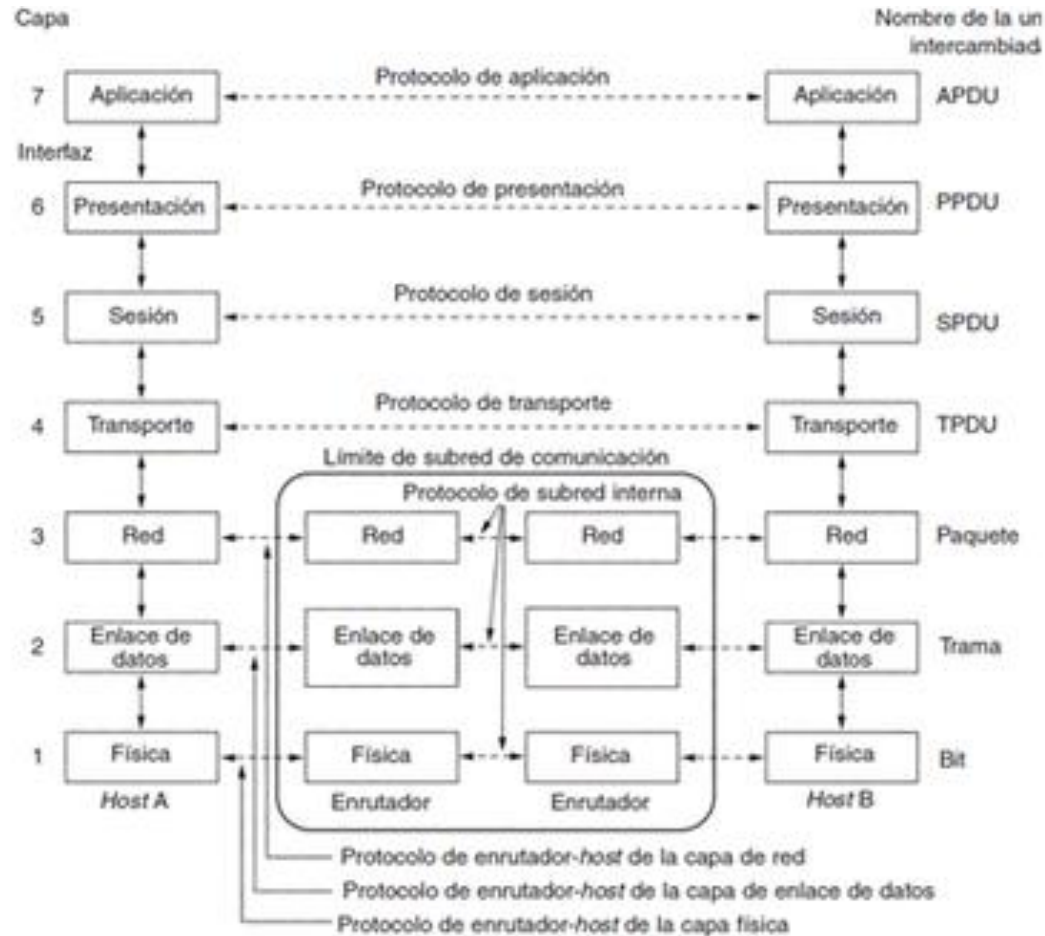 Capa
Nombre de la un
intercambiad
7 Aplicación Protocolo de aplicación Aplicación APDU
Interfaz
6 Presentación Protocolo de presentación Presentación PPDU
5 Sesión Protocolo de sesión Sesión SPDU
4 Transporte Protocolo de transporte Transporte TPDU
Límite de subred de comunicación
Protocolo de subred interna
3 Red Red Red Red Paquete
2 Enlace de datos Enlace de datos Enlace de datos Enlace de datos Trama
1 Física Física Física Física Bit
Host A Enrutador Enrutador Host B
Protocolo de enrutador-host de la capa de red
Protocolo de enrutador-host de la capa de enlace de datos
Protocolo de enrutador-host de la capa física